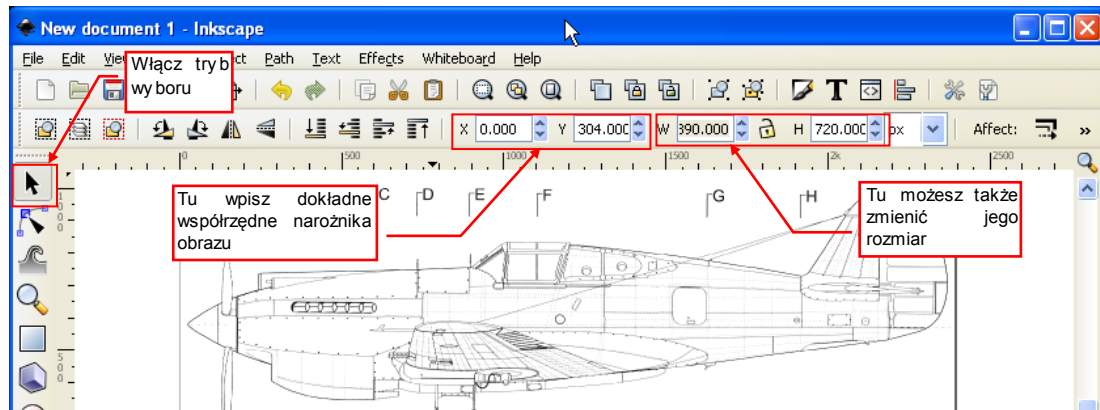 New document 1 - Inkscape
File Edit Path Text Effects Whiteboard Help
Włącz tryb
wyboru
X 0.000 Y 304.000 W 890.000 H 720.000 px Affect: »
0 500 1000 1500 2k 2500
Tu wpisz dokładne
współrzędne narożnika
obrazu
C D E F G H
Tu możesz także
zmienić jego
rozmiar
500